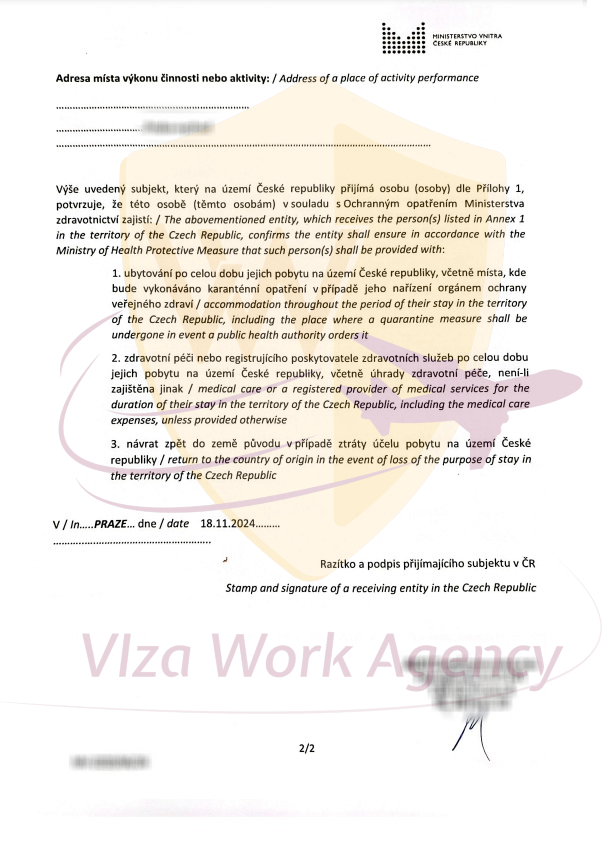 MINISTERSTVO VNITRA
ČESKÉ REPUBLIKY
Adresa místa výkonu činnosti nebo aktivity: / Address of a place of activity performance
Výše uvedený subjekt, který na území České republiky přijímá osobu (osoby) dle Přílohy 1,
potvrzuje, že této osobě (těmto osobám) v souladu s Ochranným opatřením Ministerstva
zdravotnictví zajistí: / The abovementioned entity, which receives the person(s) listed in Annex 1
in the territory of the Czech Republic, confirms the entity shall ensure in accordance with the
Ministry of Health Protective Measure that such person(s) shall be provided with:
1. ubytování po celou dobu jejich pobytu na území České republiky, včetně místa, kde
bude vykonáváno karanténní opatření v případě jeho nařízení orgánem ochrany
veřejného zdraví / accommodation throughout the period of their stay in the territory
of the Czech Republic, including the place where a quarantine measure shall be
undergone in event a public health authority orders it
2. zdravotní péči nebo registrujícího poskytovatele zdravotních služeb po celou dobu
jejich pobytu na území České republiky, včetně úhrady zdravotní péče, není-li
zajištěna jinak / medical care or a registered provider of medical services for the
duration of their stay in the territory of the Czech Republic, including the medical care
expenses, unless provided otherwise
3. návrat zpět do země původu v případě ztráty účelu pobytu na území České
republiky / return to the country of origin in the event of loss of the purpose of stay in
the territory of the Czech Republic
V / In.....PRAZE... dne / date 18.11.2024.........
Razítko a podpis přijímajícího subjektu v ČR
Stamp and signature of a receiving entity in the Czech Republic
VIza Work Agency
2/2